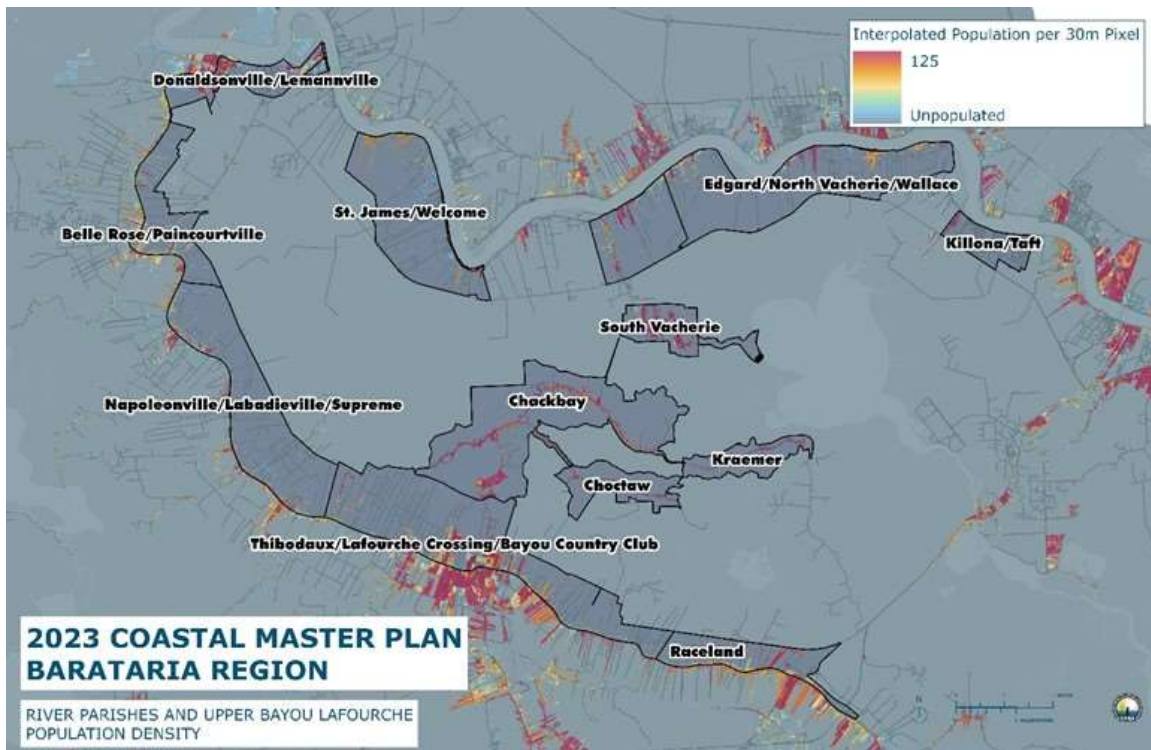 Interpolated Population per 30m Pixel
125
Unpopulated
Donaldsonville/Lemannville
Edgard/North Vacherie/Wallace
St. James/Welcome
Belle Rose/Paincourtville
Killona/Taft
South Vacherie
Chackbay
Napoleonville/Labadieville/Supreme
Kraemer
Choctaw
Thibodaux/Lafourche Crossing/Bayou Country Club
Raceland
2023 COASTAL MASTER PLAN
BARATARIA REGION
RIVER PARISHES AND UPPER BAYOU LAFOURCHE
POPULATION DENSITY
N